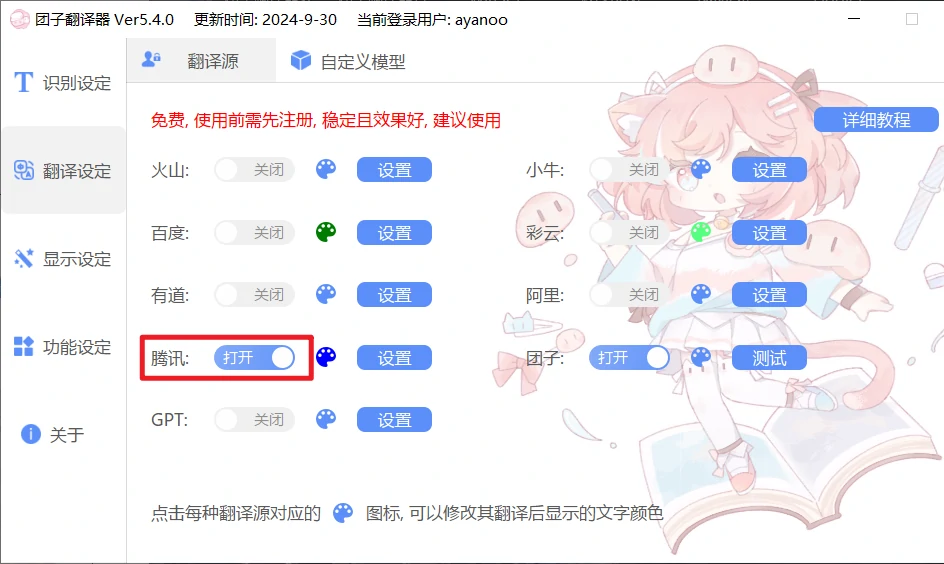 团子翻译器 Ver5.4.0 更新时间: 2024-9-30 当前登录用户: ayanoo
识别设定
翻译设定
显示设定
功能设定
关于
翻译源 自定义模型
免费, 使用前需先注册, 稳定且效果好, 建议使用
详细教程
火山: 关闭 设置 小牛: 关闭 设置
百度: 关闭 设置 彩云: 关闭 设置
有道: 关闭 设置 阿里: 关闭 设置
腾讯: 打开 设置 团子: 打开 测试
GPT: 关闭 设置
点击每种翻译源对应的 图标, 可以修改其翻译后显示的文字颜色